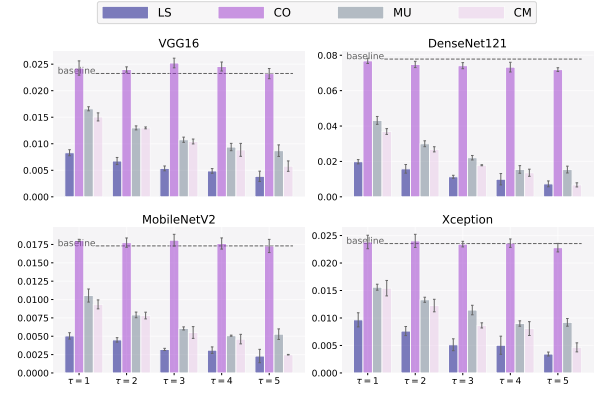 LS CO MU CM
VGG16
0.025
0.020
0.015
0.010
0.005
0.000
baseline
DenseNet121
0.08
0.06
0.04
0.02
0.00
baseline
MobileNetV2
0.0175
0.0150
0.0125
0.0100
0.0075
0.0050
0.0025
0.0000
baseline
τ = 1 τ = 2 τ = 3 τ = 4 τ = 5
Xception
0.025
0.020
0.015
0.010
0.005
0.000
baseline
τ = 1 τ = 2 τ = 3 τ = 4 τ = 5